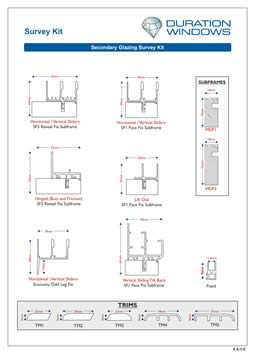 Survey Kit
DURATION
WINDOWS
Secondary Glazing Survey Kit
SUBFRAMES
Horizontal / Vertical Sliders
SF3 Reveal Fix Subframe
Horizontal / Vertical Sliders
SF1 Face Fix Subframe
MDF1
Hinged (Butt and Friction)
SF3 Reveal Fix Subframe
Lift Out
SF1 Face Fix Subframe
MDF2
Horizontal / Vertical Sliders
Economy Odd Leg Fix
Vertical Sliding Tilt Back
SF1 Face Fix Subframe
Fixed
TRIMS
TM1
TM2
TM3
TM4
TM5
E & O E